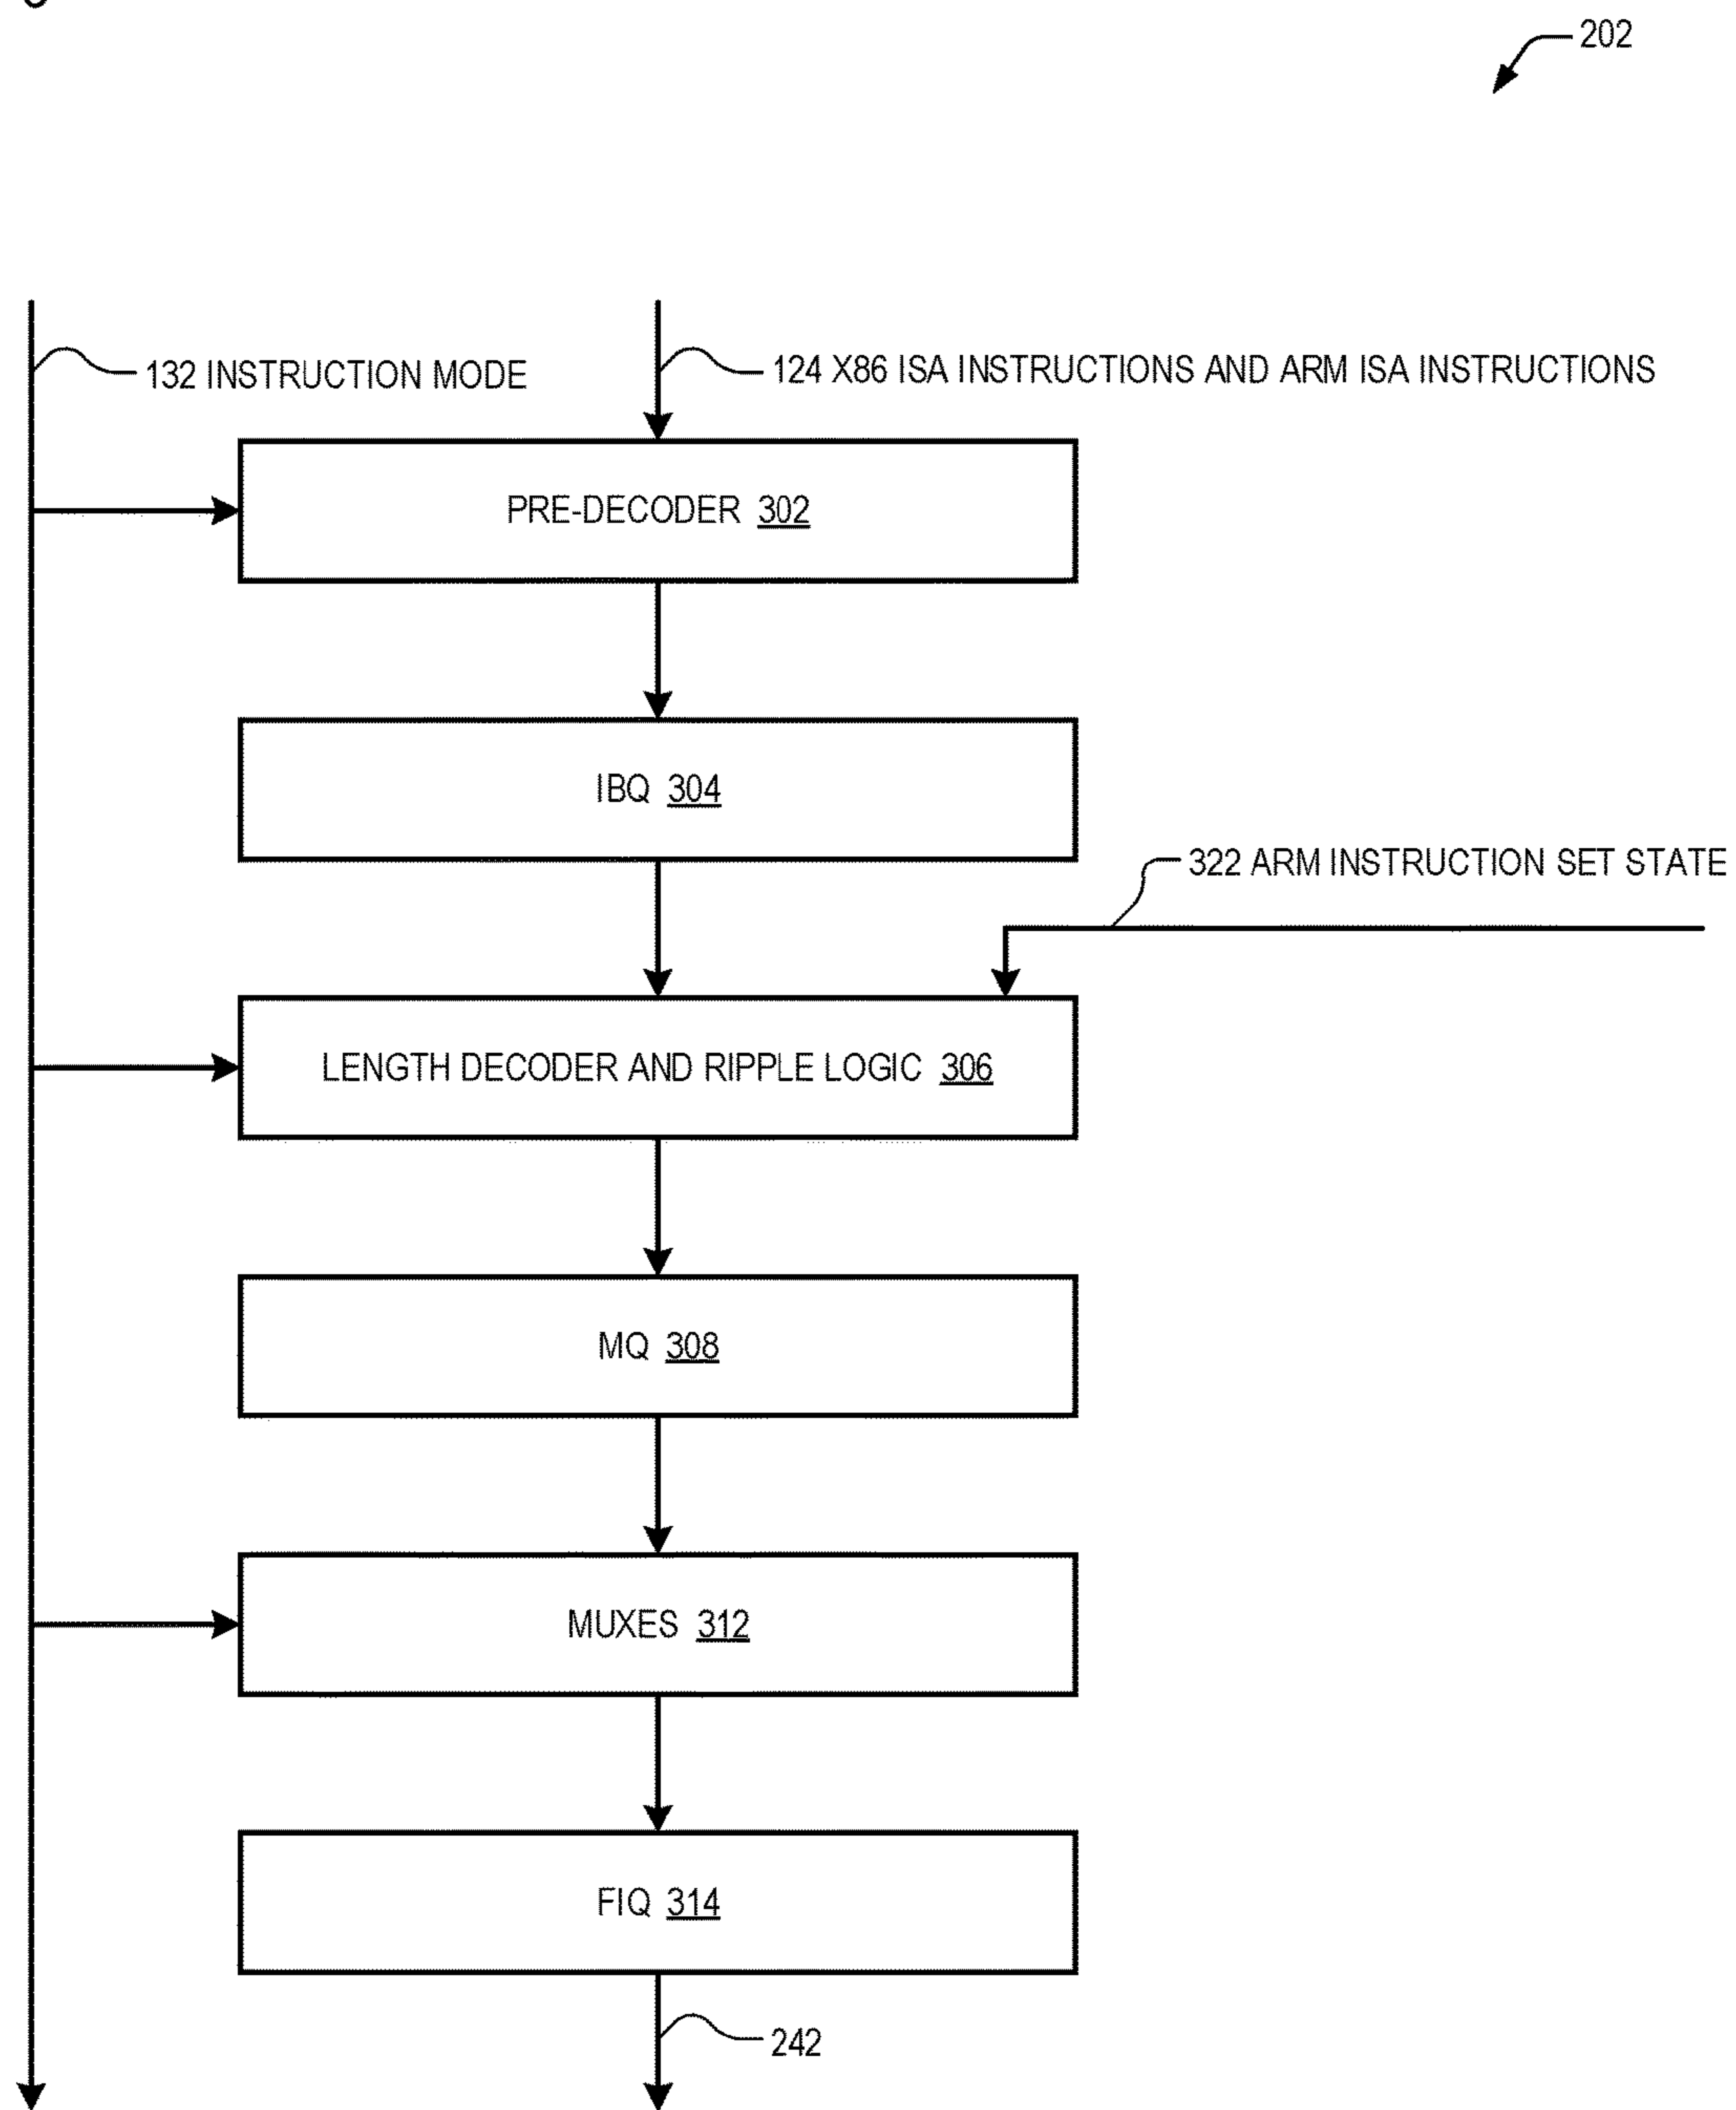 202
132 INSTRUCTION MODE
124 X86 ISA INSTRUCTIONS AND ARM ISA INSTRUCTIONS
PRE-DECODER 302
IBQ 304
322 ARM INSTRUCTION SET STATE
LENGTH DECODER AND RIPPLE LOGIC 306
MQ 308
MUXES 312
FIQ 314
242